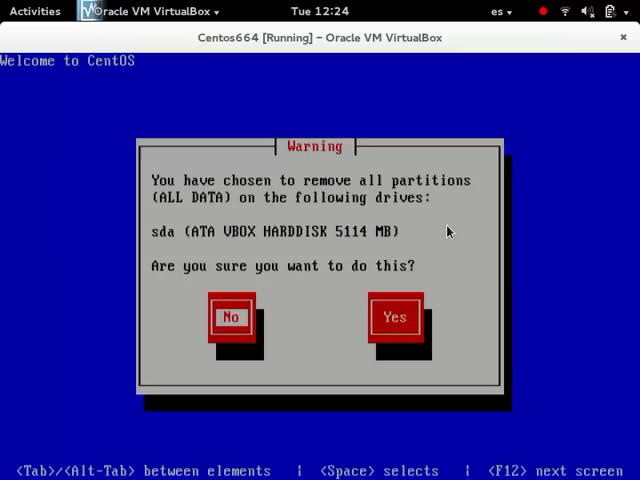 Activities Oracle VM VirtualBox Tue 12:24 es
Centos664 [Running] – Oracle VM VirtualBox ×
Welcome to CentOS
Warning
You have chosen to remove all partitions
(ALL DATA) on the following drives:
sda (ATA VBOX HARDDISK 5114 MB)
Are you sure you want to do this?
No Yes
<Tab>/<Alt-Tab> between elements | <Space> selects | <F12> next screen